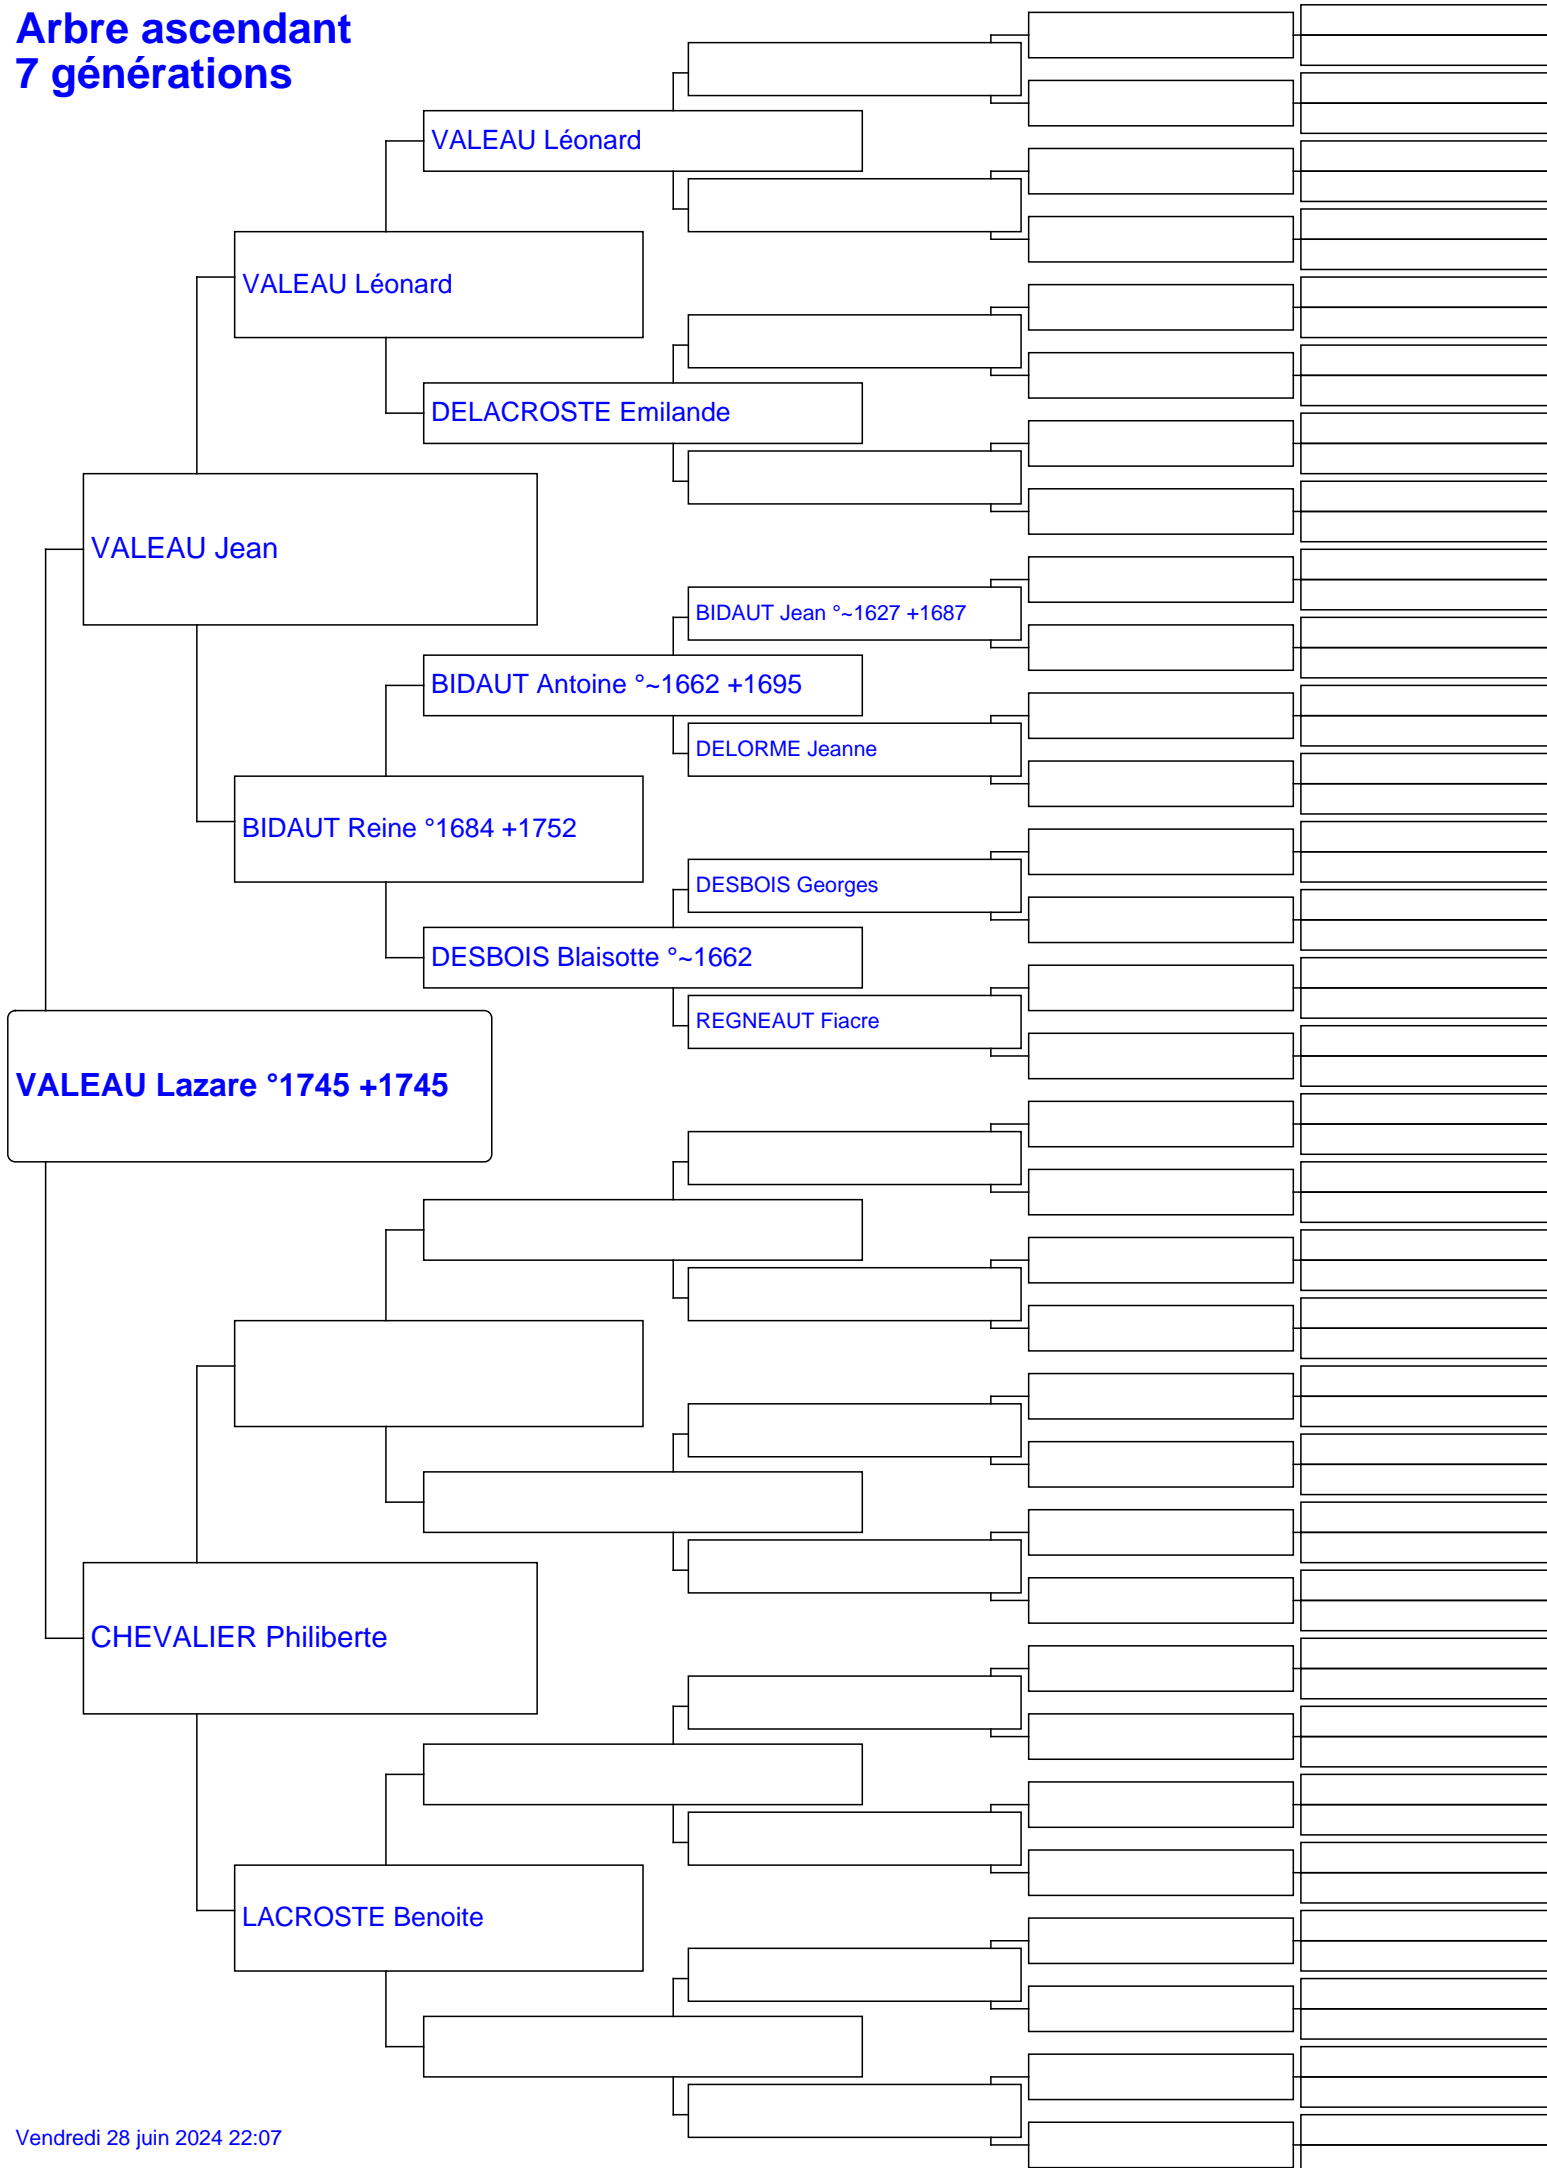 Arbre ascendant
7 générations
VALEAU Léonard
VALEAU Léonard
DELACROSTE Emilande
VALEAU Jean
BIDAUT Jean °~1627 +1687
BIDAUT Antoine °~1662 +1695
DELORME Jeanne
BIDAUT Reine °1684 +1752
DESBOIS Georges
DESBOIS Blaisotte °~1662
REGNEAUT Fiacre
VALEAU Lazare °1745 +1745
CHEVALIER Philiberte
LACROSTE Benoite
Vendredi 28 juin 2024 22:07